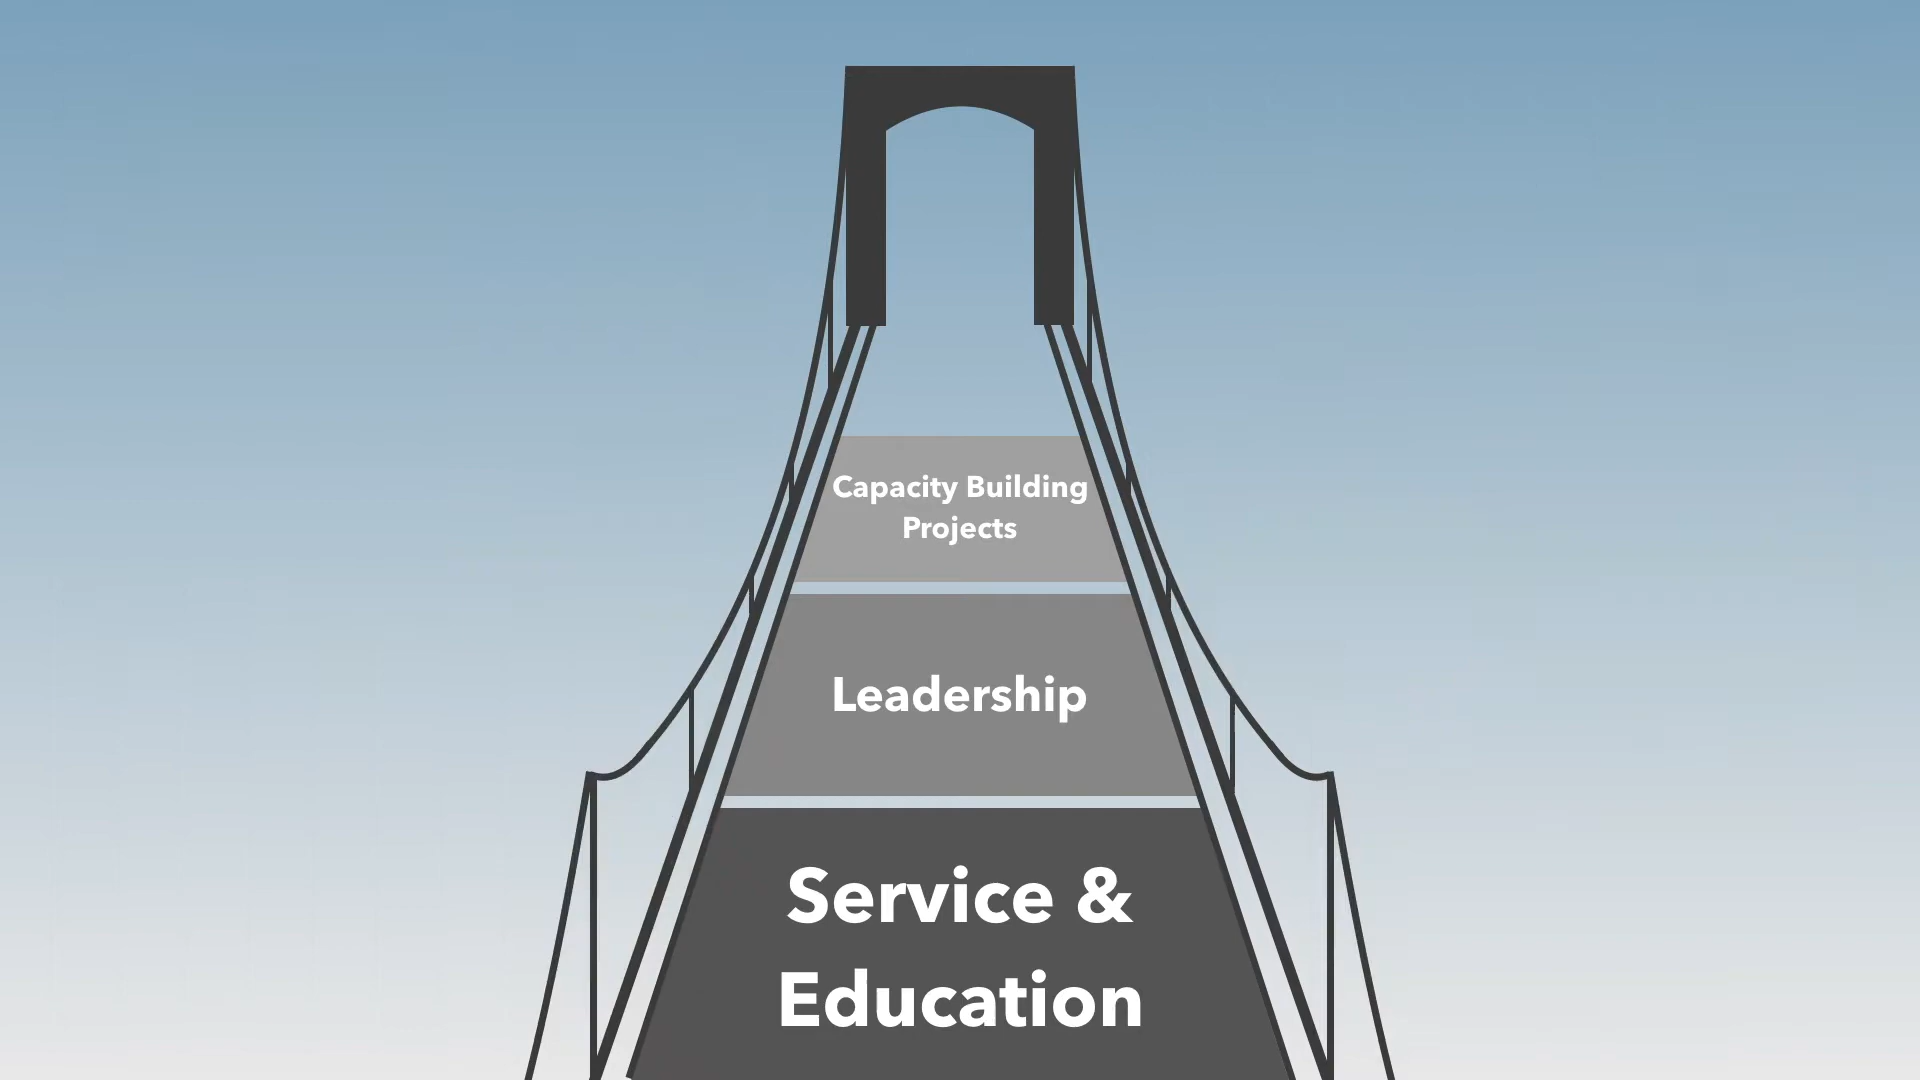 Capacity Building
Projects
Leadership
Service &
Education